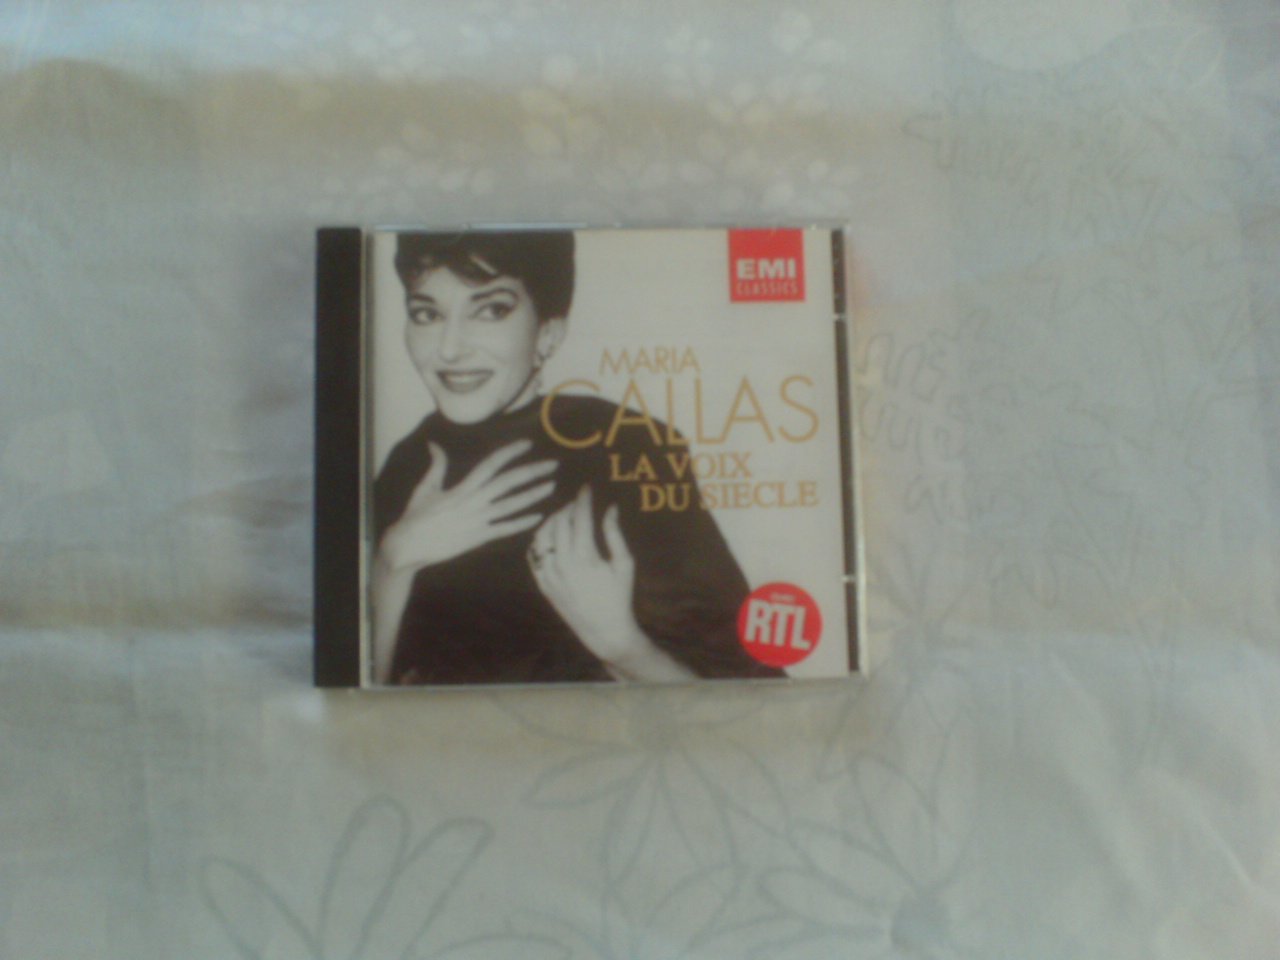 EMI
CLASSICS
MARIA
CALLAS
LA VOIX
DU SIECLE
RTL